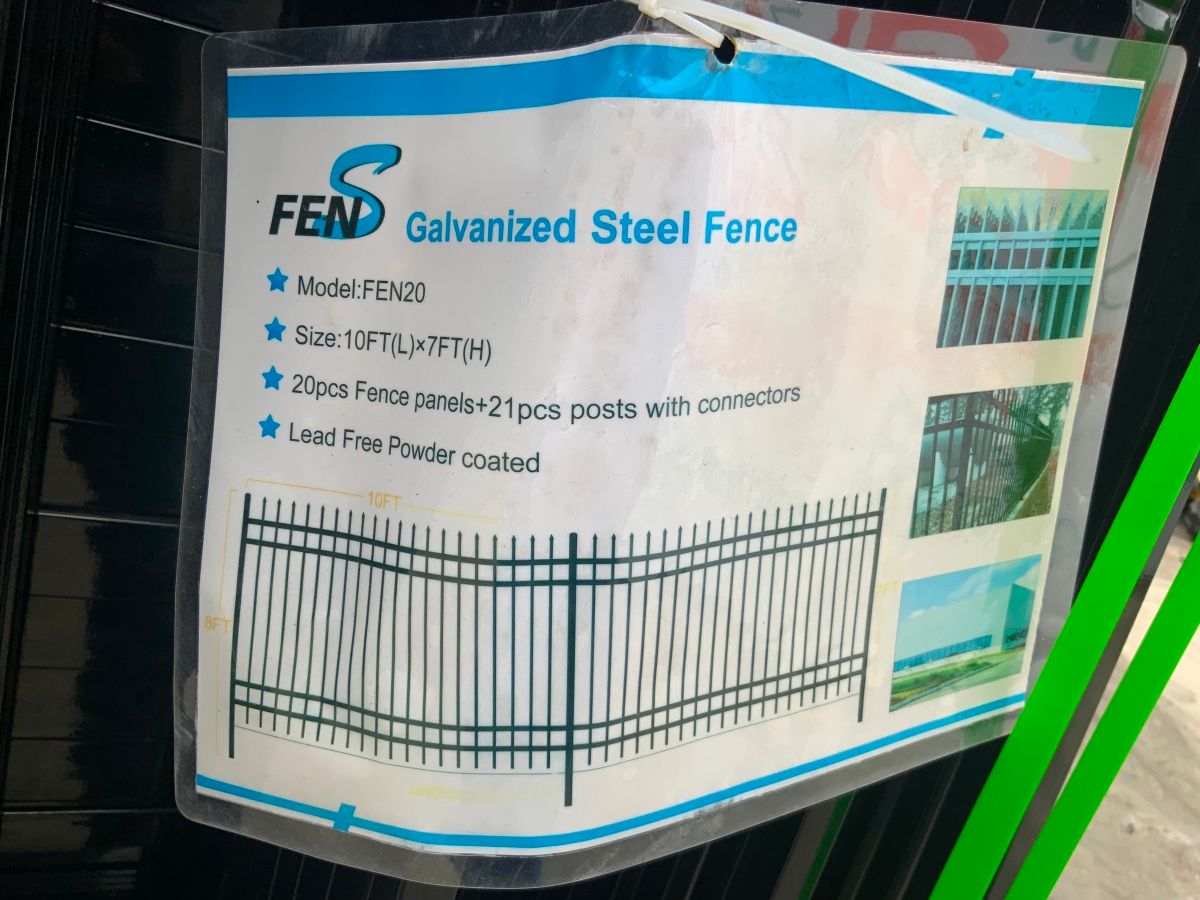 FENS Galvanized Steel Fence
Model:FEN20
Size:10FT(L)×7FT(H)
20pcs Fence panels+21pcs posts with connectors
Lead Free Powder coated
10FT
8FT
7FT